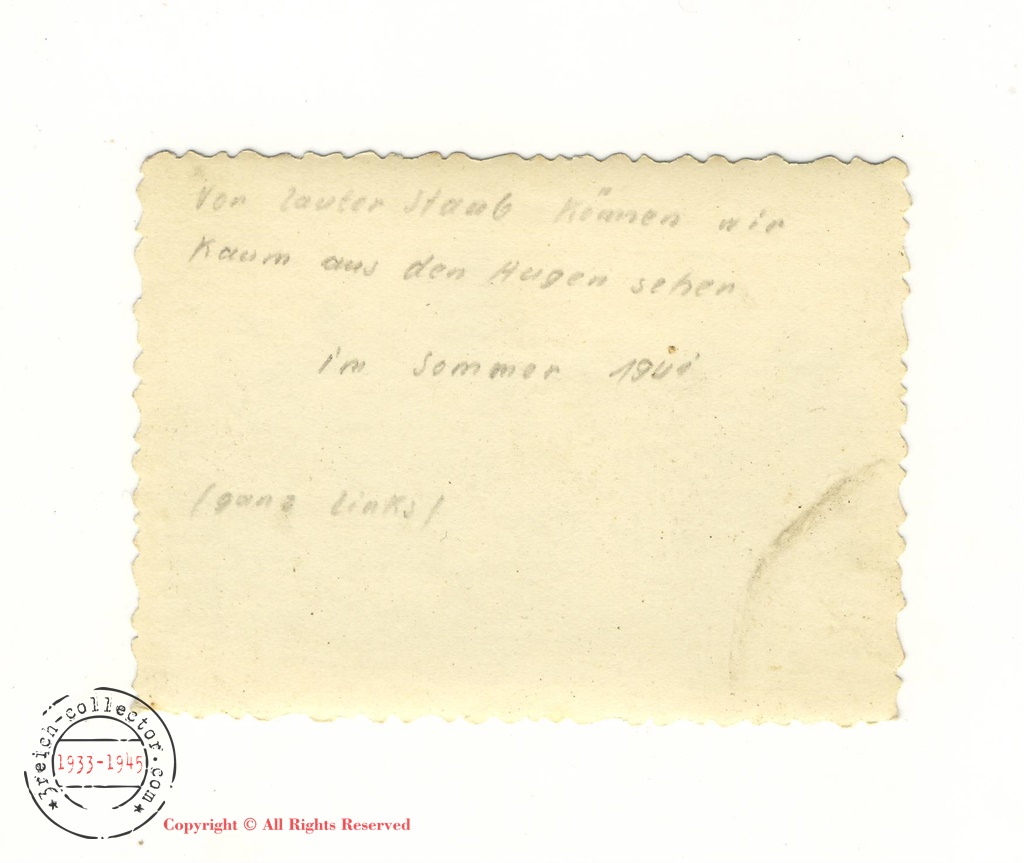 Vor lauter Staub können wir
kaum aus den Augen sehen
im Sommer 1941
(ganz links)
3reich-collector.com
1933-1945
Copyright © All Rights Reserved